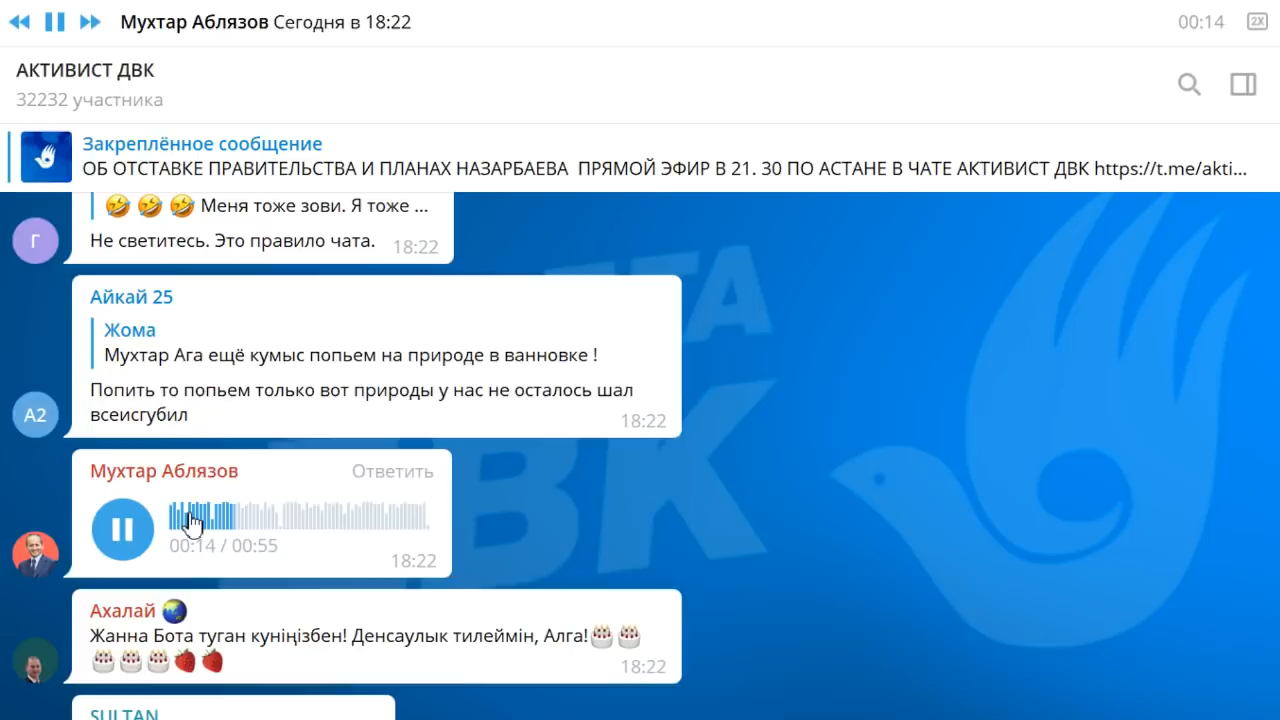 Мухтар Аблязов Сегодня в 18:22
00:14
2X
АКТИВИСТ ДВК
32232 участника
Закреплённое сообщение
ОБ ОТСТАВКЕ ПРАВИТЕЛЬСТВА И ПЛАНАХ НАЗАРБАЕВА ПРЯМОЙ ЭФИР В 21. 30 ПО АСТАНЕ В ЧАТЕ АКТИВИСТ ДВК https://t.me/akti...
🤣 🤣 🤣 Меня тоже зови. Я тоже ...
Г
Не светитесь. Это правило чата.
18:22
Айкай 25
Жома
Мухтар Ага ещё кумыс попьем на природе в ванновке !
Попить то попьем только вот природы у нас не осталось шал
всеисгубил
A2
18:22
Мухтар Аблязов
Ответить
00:14 / 00:55
18:22
Ахалай 🌏
Жанна Бота туган куніңізбен! Денсаулык тилеймін, Алга!🎂🎂
🎂🎂🎂🍓🍓
18:22
SULTAN
ДВК